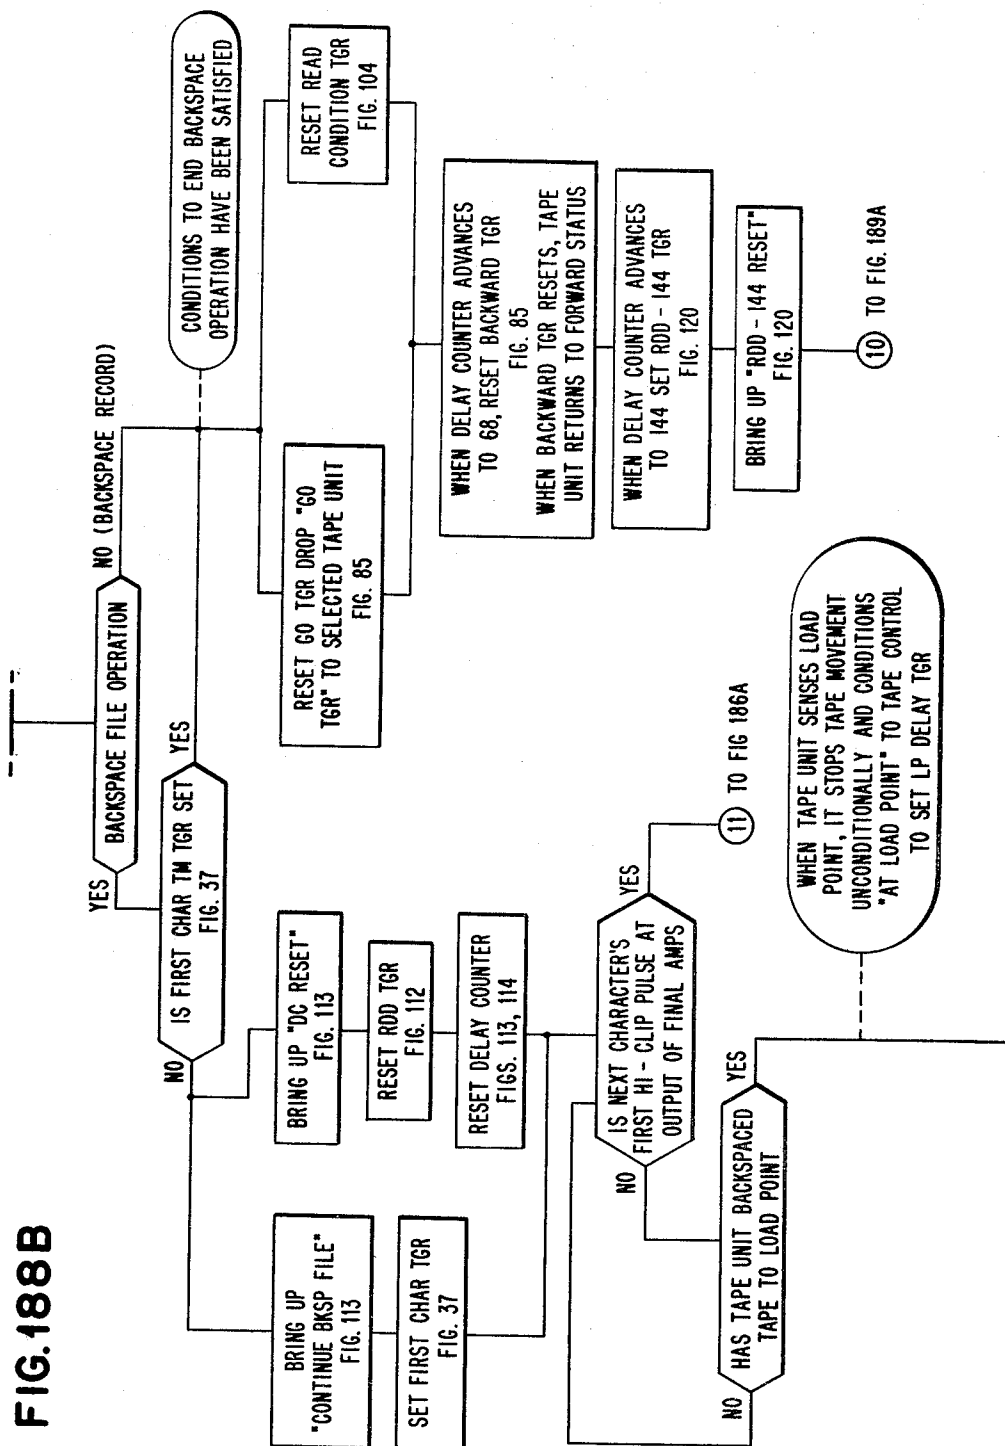 FIG.188B
BACKSPACE FILE OPERATION
YES
NO (BACKSPACE RECORD)
IS FIRST CHAR TM TGR SET
FIG. 37
NO
YES
CONDITIONS TO END BACKSPACE
OPERATION HAVE BEEN SATISFIED
BRING UP
"CONTINUE BKSP FILE"
FIG. 113
SET FIRST CHAR TGR
FIG. 37
BRING UP "DC RESET"
FIG. 113
RESET RDD TGR
FIG. 112
RESET DELAY COUNTER
FIGS. 113, 114
RESET GO TGR DROP "GO
TGR" TO SELECTED TAPE UNIT
FIG. 85
RESET READ
CONDITION TGR
FIG. 104
WHEN DELAY COUNTER ADVANCES
TO 68, RESET BACKWARD TGR
FIG. 85
WHEN BACKWARD TGR RESETS, TAPE
UNIT RETURNS TO FORWARD STATUS
WHEN DELAY COUNTER ADVANCES
TO 144 SET RDD-144 TGR
FIG. 120
BRING UP "RDD-144 RESET"
FIG. 120
10 TO FIG. 189A
IS NEXT CHARACTER'S
FIRST HI-CLIP PULSE AT
OUTPUT OF FINAL AMPS
NO
YES
11 TO FIG 186A
HAS TAPE UNIT BACKSPACED
TAPE TO LOAD POINT
NO
YES
WHEN TAPE UNIT SENSES LOAD
POINT, IT STOPS TAPE MOVEMENT
UNCONDITIONALLY AND CONDITIONS
"AT LOAD POINT" TO TAPE CONTROL
TO SET LP DELAY TGR